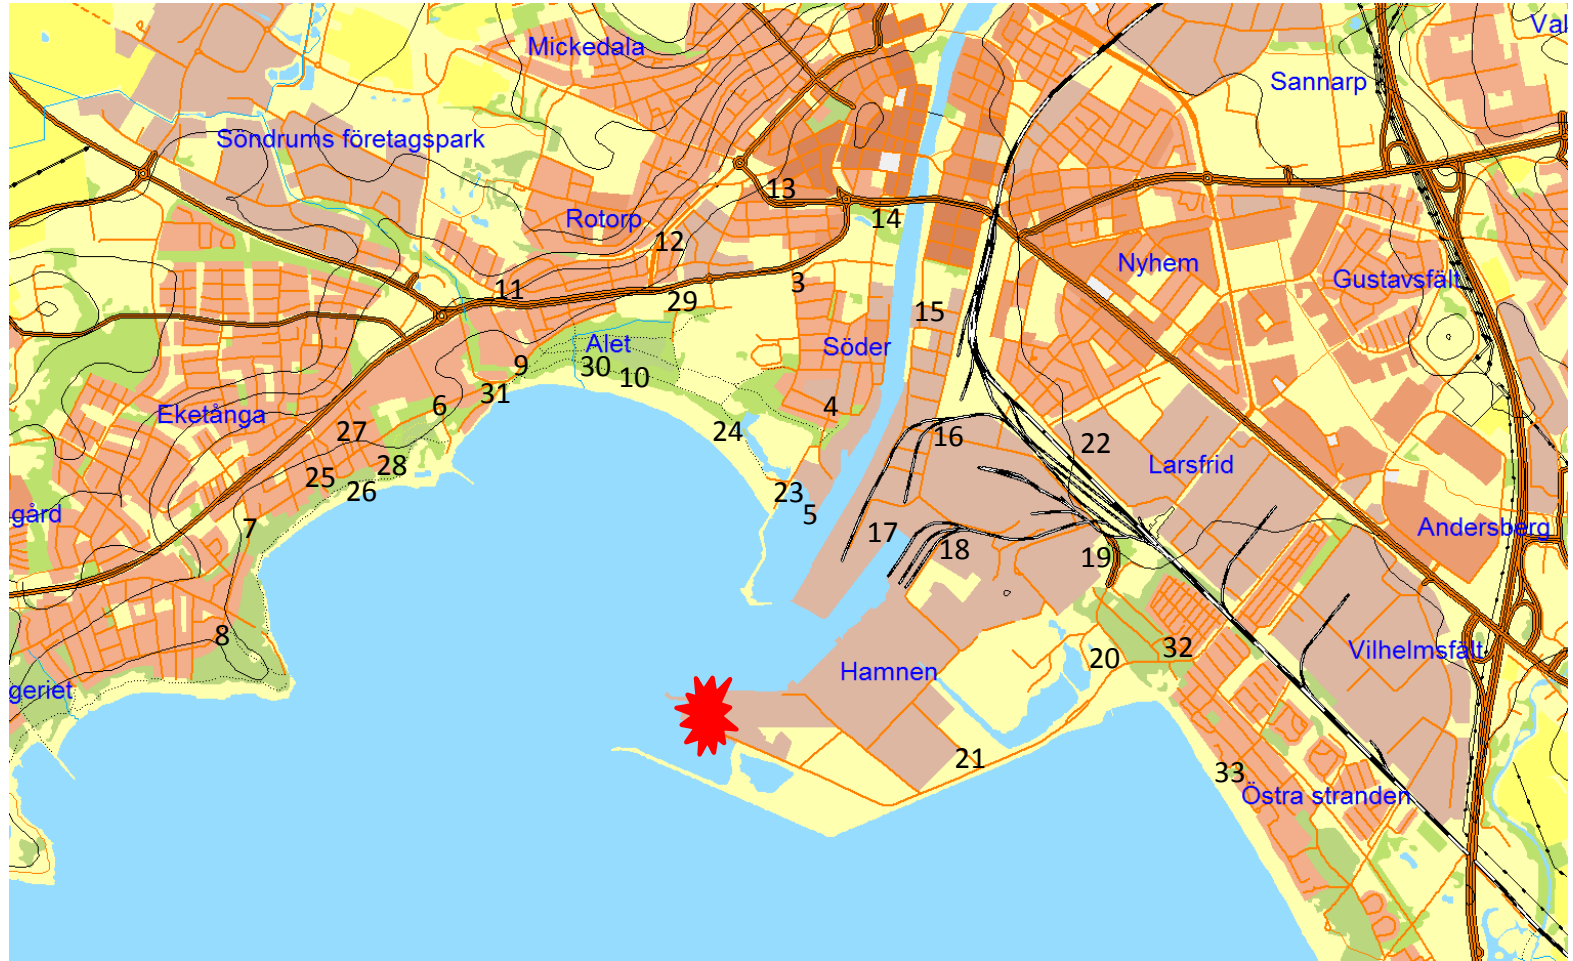 Val
Mickedala
Sannarp
Söndrums företagspark
13
Rotorp
14
12
Nyhem
Gustavsfält
3
11
29
15
Alet
Söder
9
30
10
31
6
4
Eketånga
27
24
16
22
28
Larsfrid
25
26
23
gård
5
7
17
Andersberg
18
19
8
32
20
Vilhelmsfält
Hamnen
geriet
21
33
Östra stranden